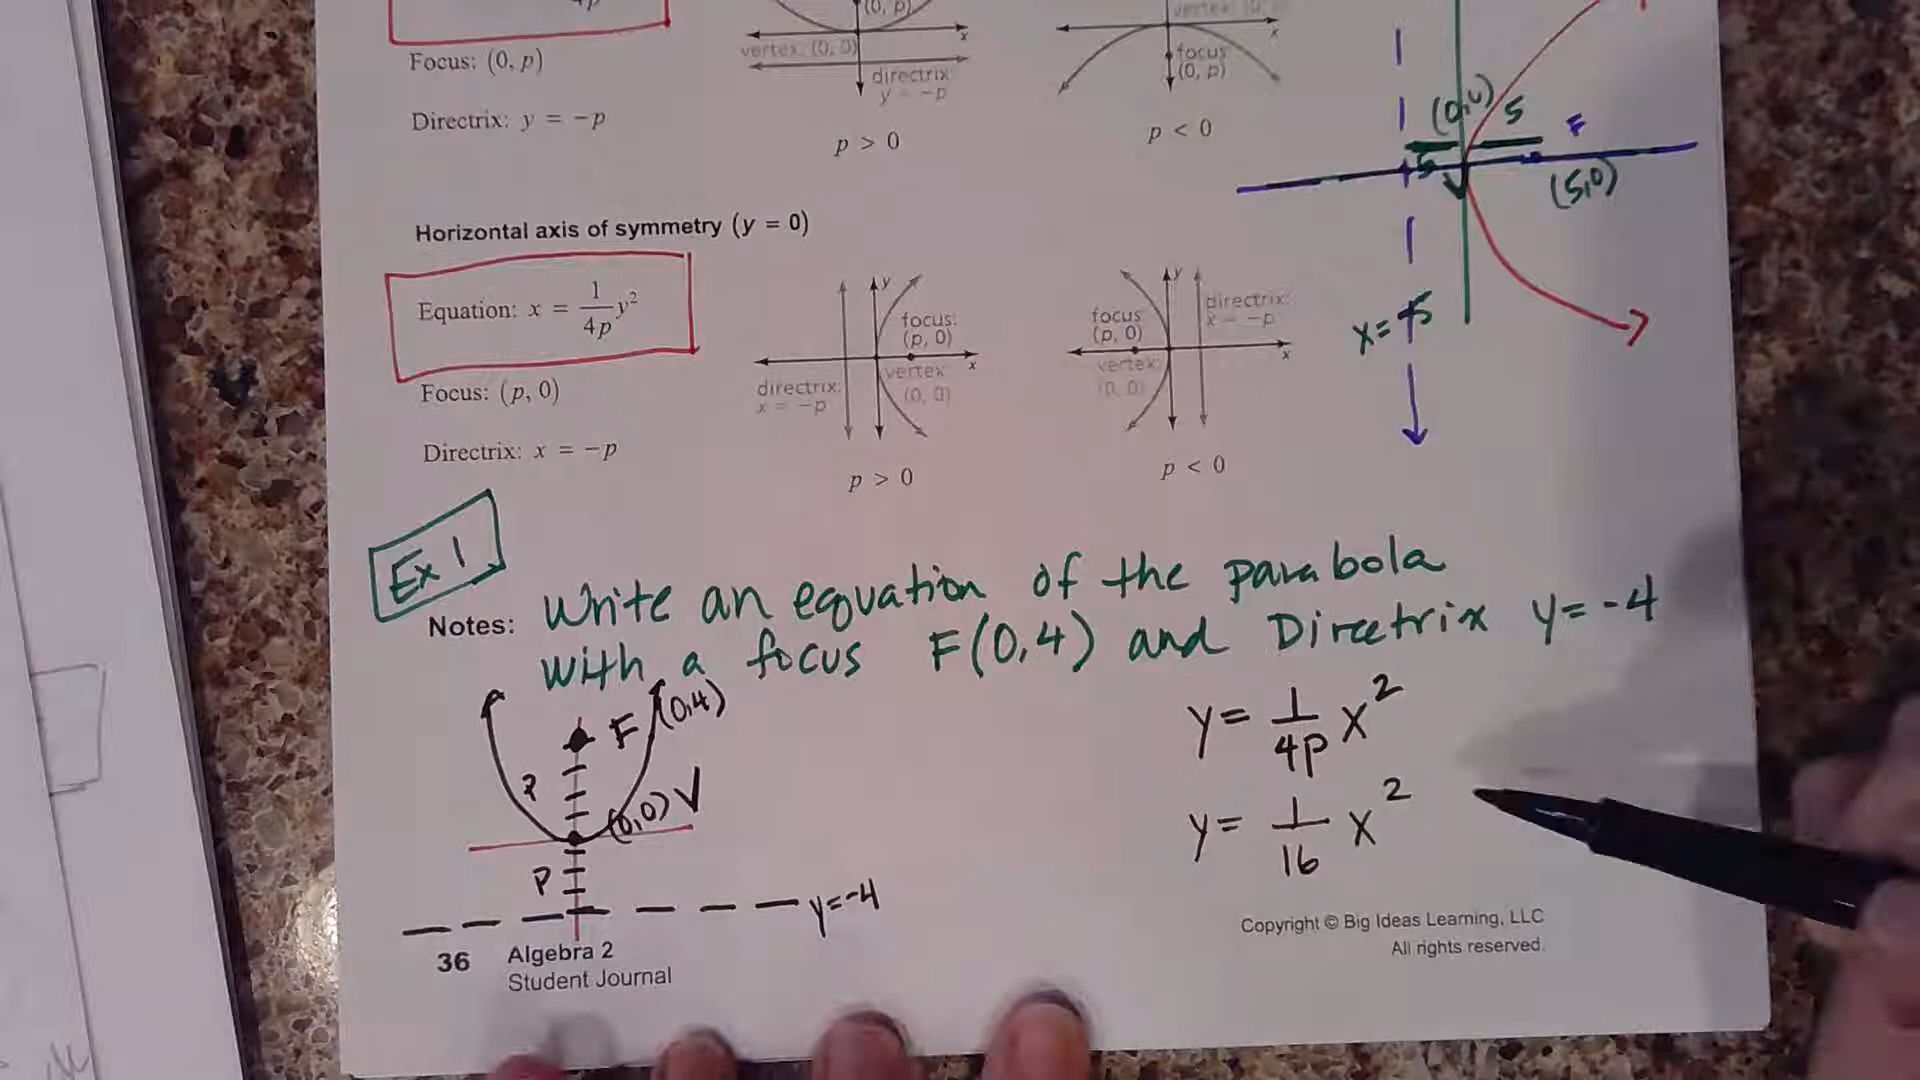 4p
(0, p)
vertex: (0, 0)
x
directrix:
y = -p
Focus: (0, p)
Directrix: y = -p
p > 0
x
focus
(0, p)
p < 0
5
F
5
(5,0)
x = -5
Horizontal axis of symmetry (y = 0)
Equation: x = 1/4p y²
Focus: (p, 0)
Directrix: x = -p
y
focus:
(p, 0)
x
vertex
(0, 0)
directrix:
x = -p
p > 0
y
focus:
(p, 0)
directrix:
x = -p
x
vertex:
(0, 0)
p < 0
Ex 1
Notes: Write an equation of the parabola
with a focus F(0,4) and Directrix y=-4
F (0,4)
P
(0,0) V
P
y=-4
y = 1/4p x²
y = 1/16 x²
36 Algebra 2
Student Journal
Copyright © Big Ideas Learning, LLC
All rights reserved.